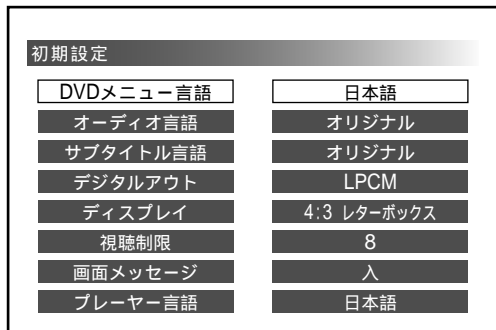 初期設定
DVDメニュー言語 日本語
オーディオ言語 オリジナル
サブタイトル言語 オリジナル
デジタルアウト LPCM
ディスプレイ 4:3 レターボックス
視聴制限 8
画面メッセージ 入
プレーヤー言語 日本語